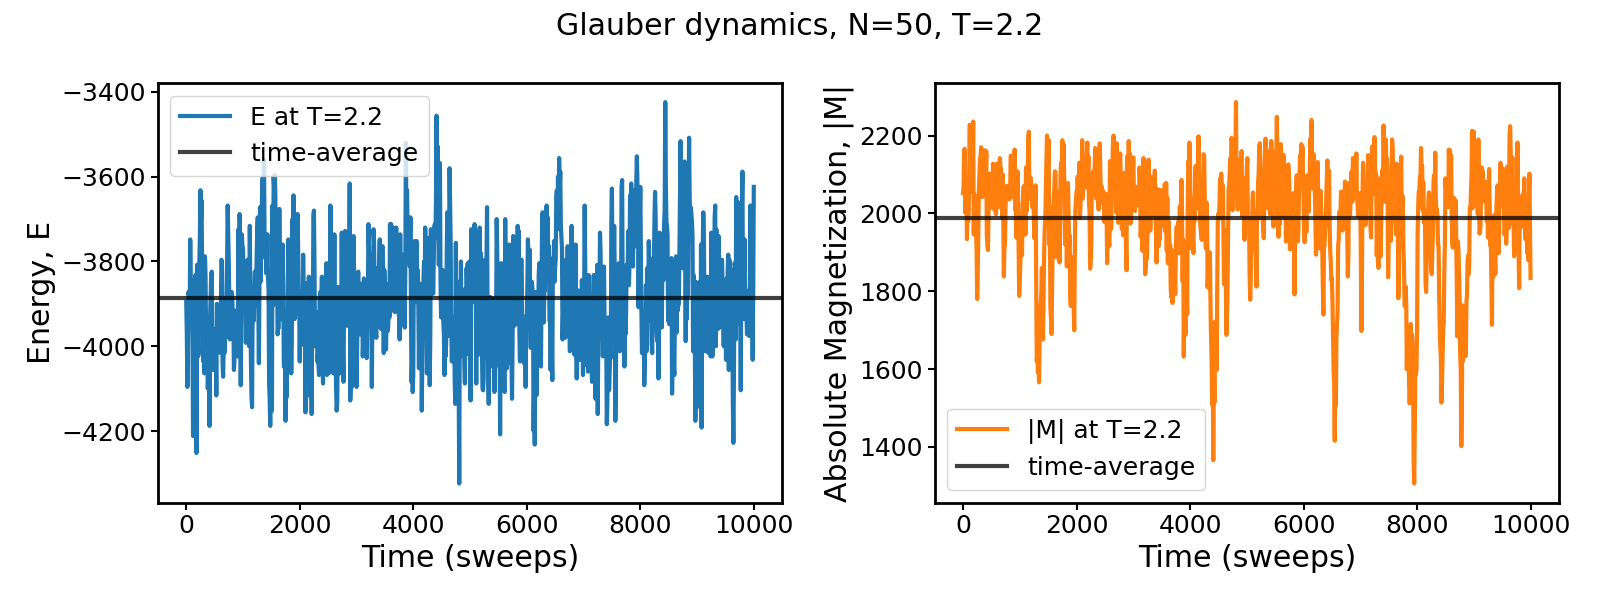 Glauber dynamics, N=50, T=2.2
E at T=2.2
time-average
−3400
−3600
−3800
−4000
−4200
Energy, E
0
2000
4000
6000
8000
10000
Time (sweeps)
|M| at T=2.2
time-average
2200
2000
1800
1600
1400
Absolute Magnetization, |M|
0
2000
4000
6000
8000
10000
Time (sweeps)